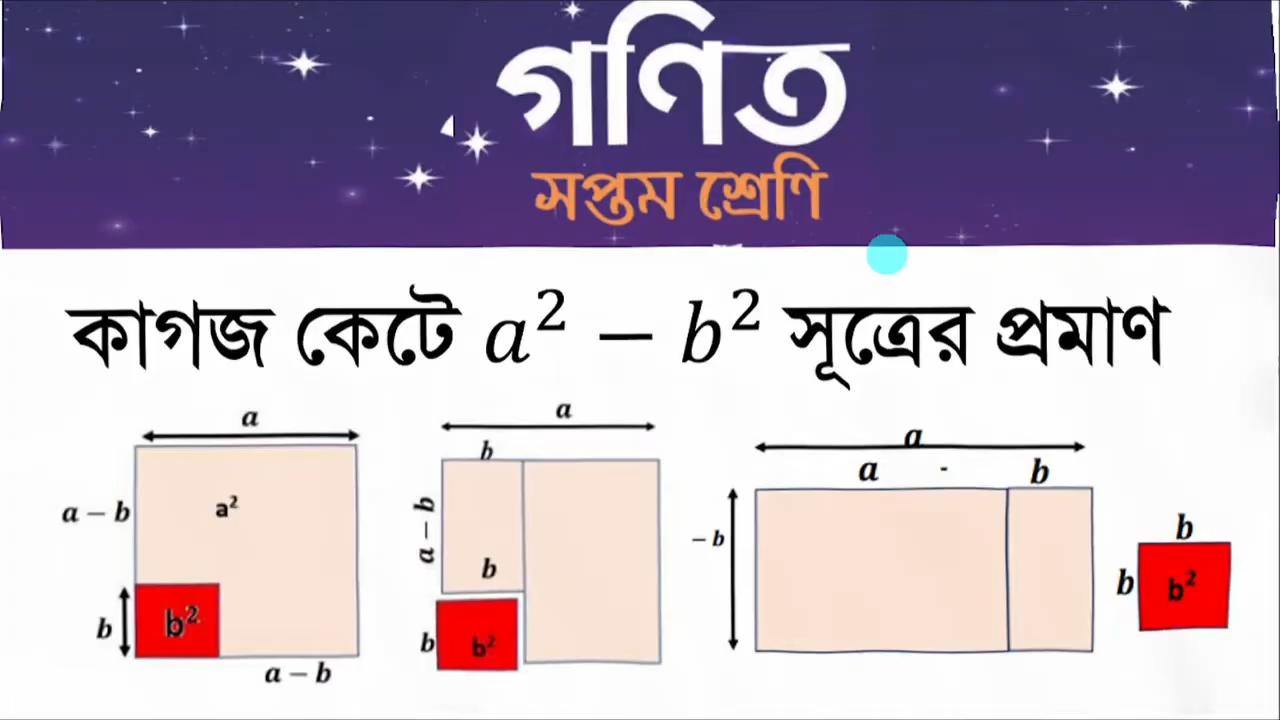 গণিত
সপ্তম শ্রেণি
কাগজ কেটে a² − b² সূত্রের প্রমাণ
a
a − b
a²
b
b²
a − b
a
b
a − b
b
b
b²
a
a - b
− b
b
b
b²